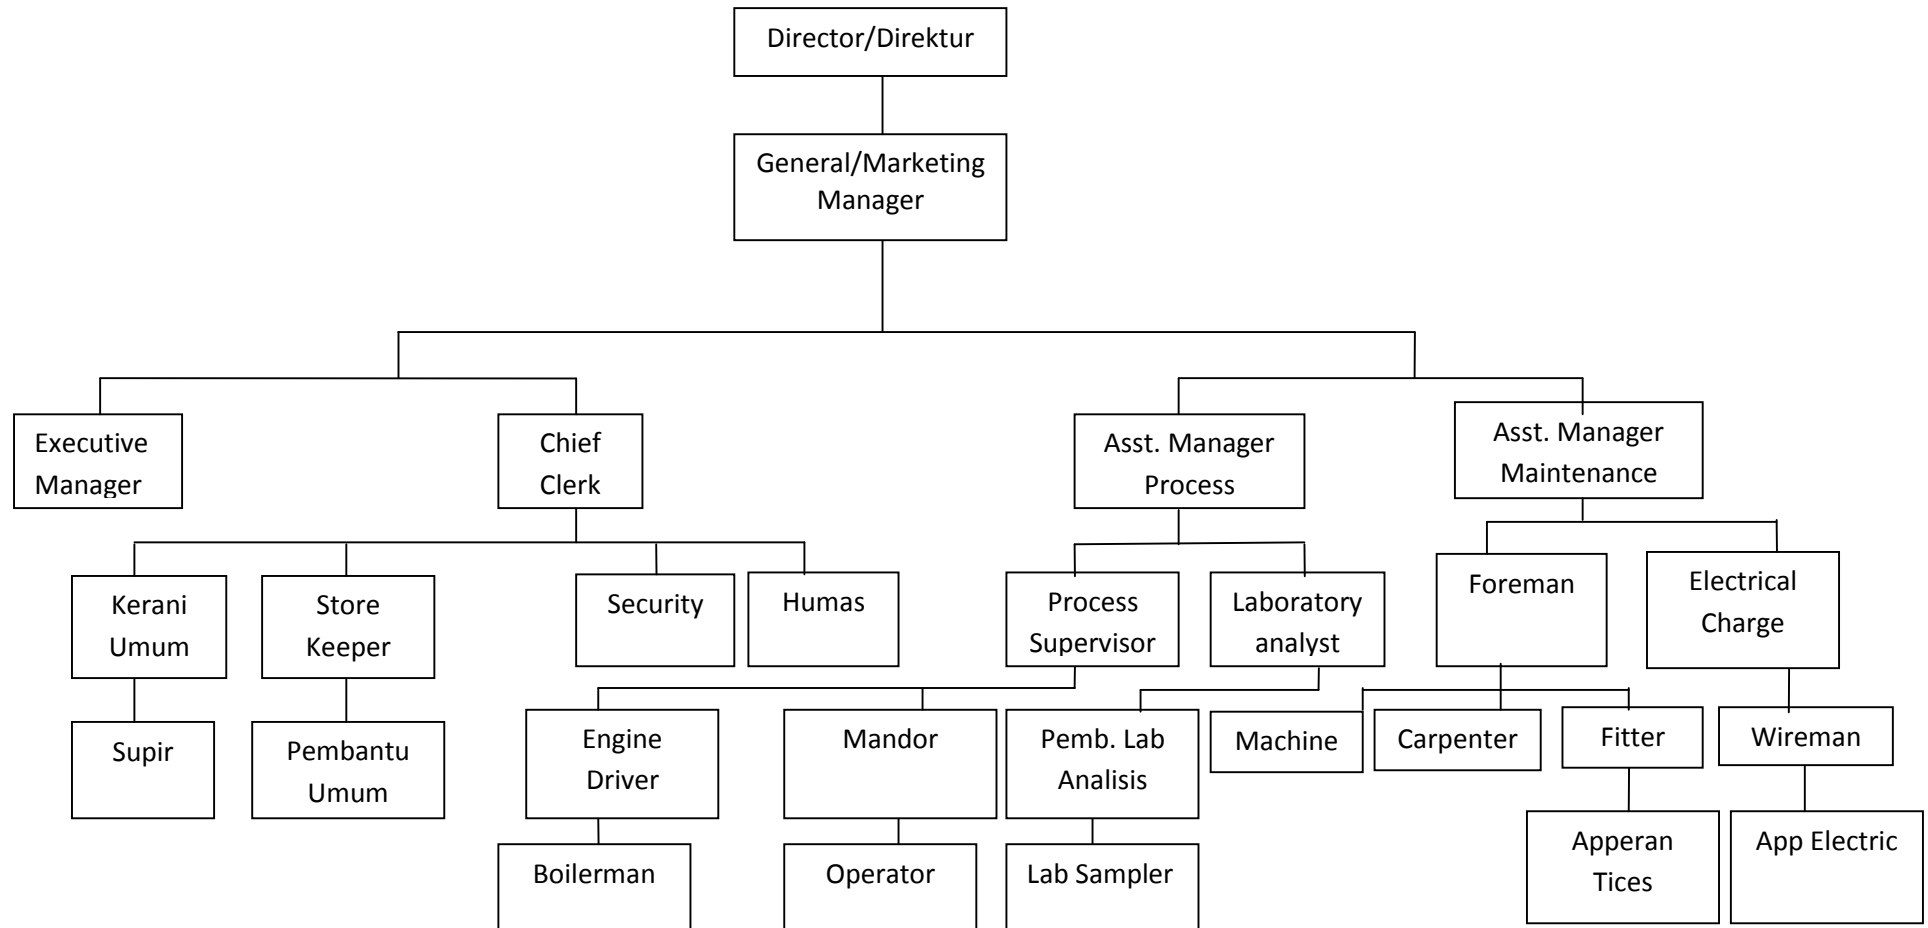 Director/Direktur
General/Marketing
Manager
Executive
Manager
Chief
Clerk
Asst. Manager
Process
Asst. Manager
Maintenance
Kerani
Umum
Store
Keeper
Security
Humas
Process
Supervisor
Laboratory
analyst
Foreman
Electrical
Charge
Supir
Pembantu
Umum
Engine
Driver
Mandor
Pemb. Lab
Analisis
Machine
Carpenter
Fitter
Wireman
Boilerman
Operator
Lab Sampler
Apperan
Tices
App Electric